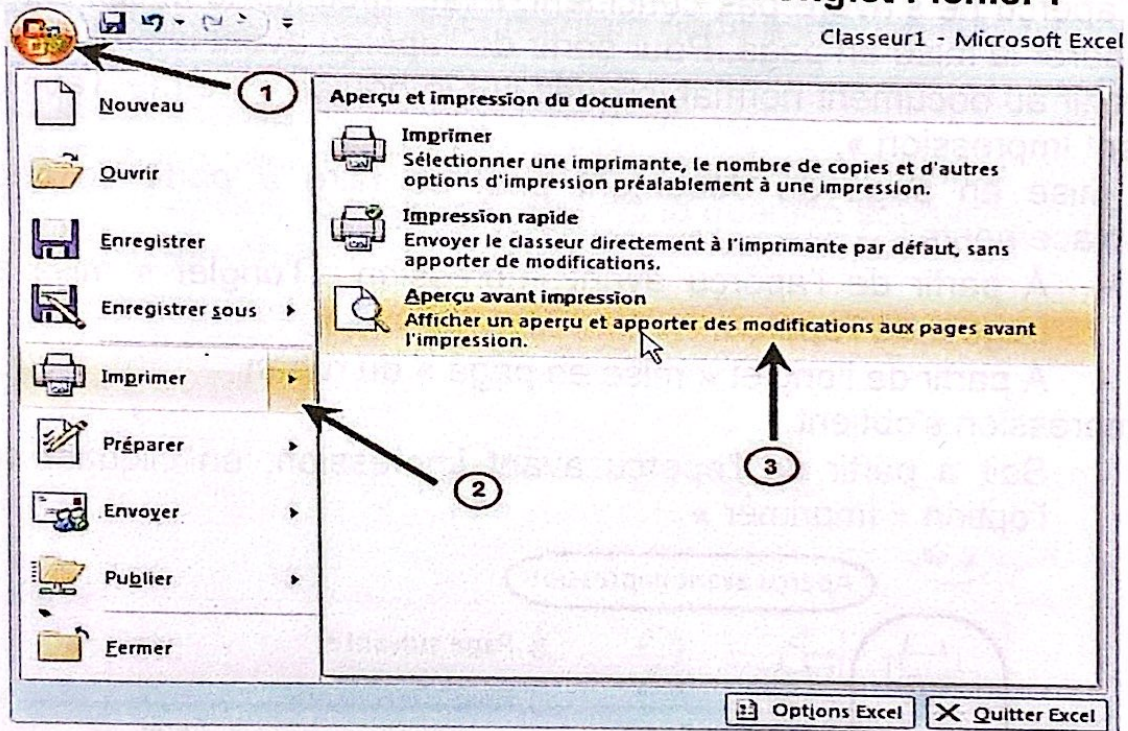 Classeur1 - Microsoft Excel
1
Nouveau
Ouvrir
Enregistrer
Enregistrer sous
Imprimer
Préparer
Envoyer
Publier
Fermer
Aperçu et impression du document
Imprimer
Sélectionner une imprimante, le nombre de copies et d'autres
options d'impression préalablement à une impression.
Impression rapide
Envoyer le classeur directement à l'imprimante par défaut, sans
apporter de modifications.
Aperçu avant impression
Afficher un aperçu et apporter des modifications aux pages avant
l'impression.
2
3
Options Excel
Quitter Excel